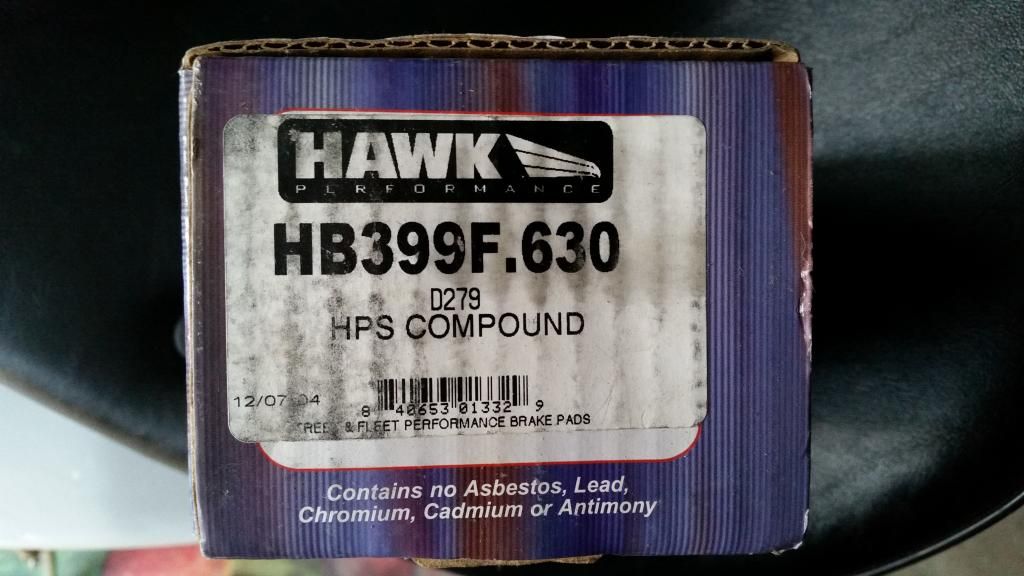 HAWK
PERFORMANCE
HB399F.630
D279
HPS COMPOUND
12/07 04
8 40653 01332 9
& FLEET PERFORMANCE BRAKE PADS
Contains no Asbestos, Lead,
Chromium, Cadmium or Antimony